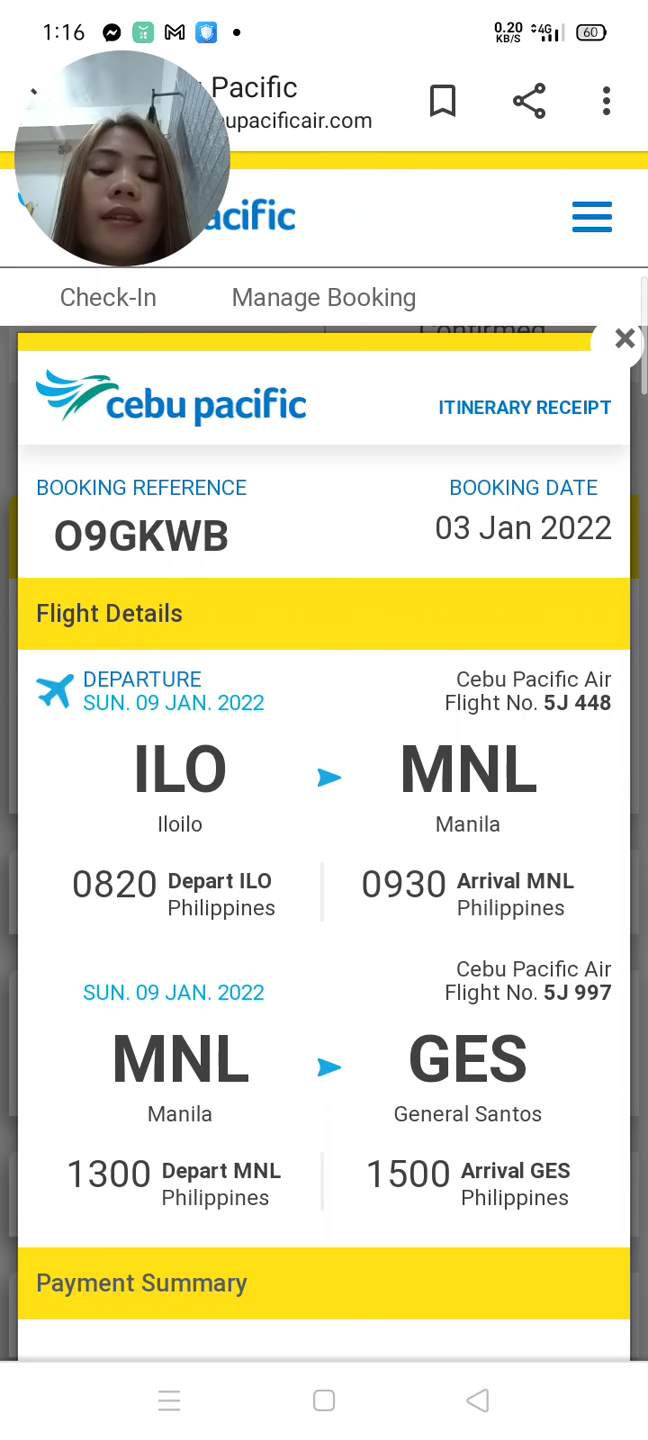 1:16
0.20 KB/S 4G 60
Pacific
upacificair.com
acific
Check-In Manage Booking
Confirmed
cebu pacific
ITINERARY RECEIPT
BOOKING REFERENCE BOOKING DATE
O9GKWB 03 Jan 2022
Flight Details
DEPARTURE Cebu Pacific Air
SUN. 09 JAN. 2022 Flight No. 5J 448
ILO MNL
Iloilo Manila
0820 Depart ILO 0930 Arrival MNL
Philippines Philippines
Cebu Pacific Air
SUN. 09 JAN. 2022 Flight No. 5J 997
MNL GES
Manila General Santos
1300 Depart MNL 1500 Arrival GES
Philippines Philippines
Payment Summary